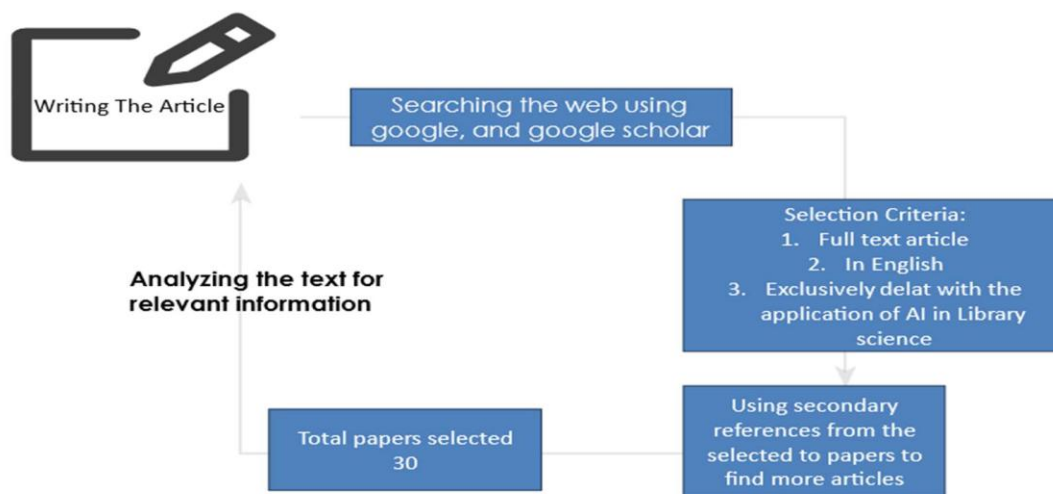 Writing The Article
Searching the web using
google, and google scholar
Selection Criteria:
1. Full text article
2. In English
3. Exclusively delat with the
application of AI in Library
science
Using secondary
references from the
selected to papers to
find more articles
Total papers selected
30
Analyzing the text for
relevant information